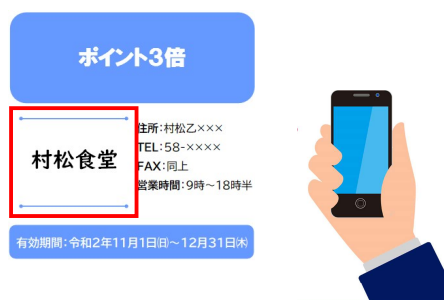 ポイント3倍
村松食堂
住所:村松乙×××
TEL:58-××××
FAX:同上
営業時間:9時~18時半
有効期間:令和2年11月1日㈰~12月31日㈭